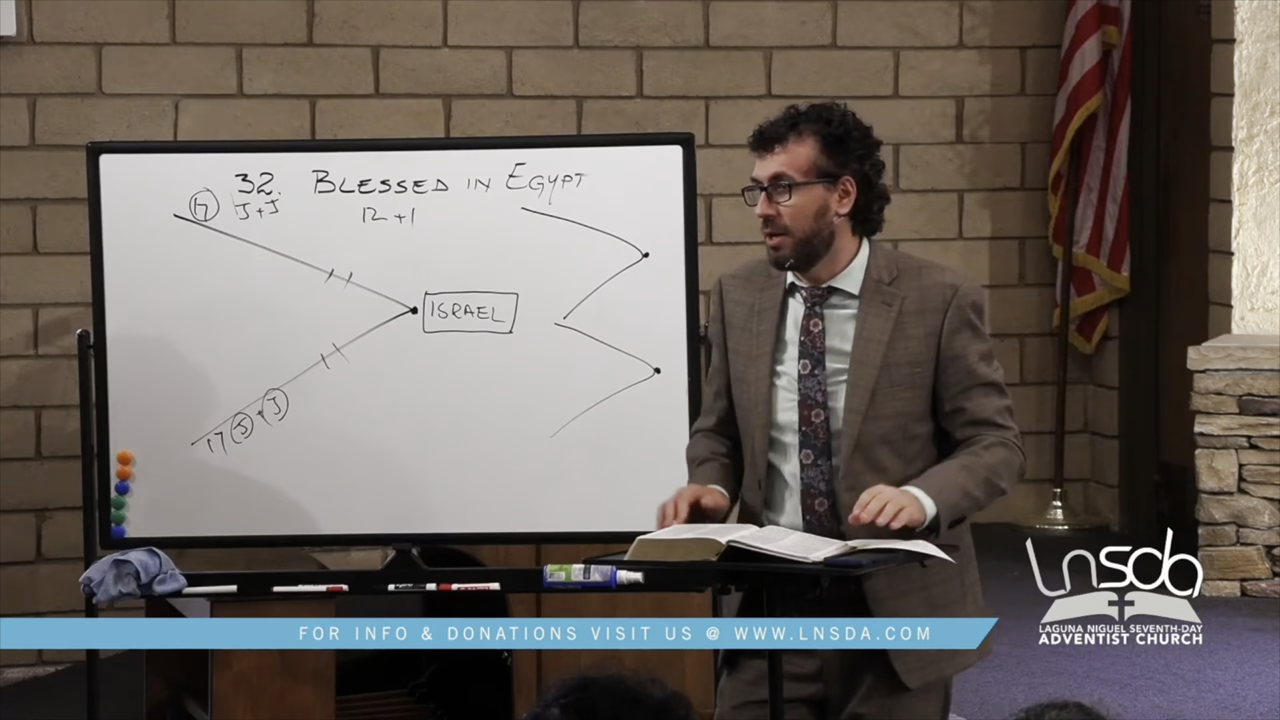 32. BLESSED IN EGYPT
17 J+J
12+1
ISRAEL
17 J + J
FOR INFO & DONATIONS VISIT US @ WWW.LNSDA.COM
LNSDA
LAGUNA NIGUEL SEVENTH-DAY
ADVENTIST CHURCH